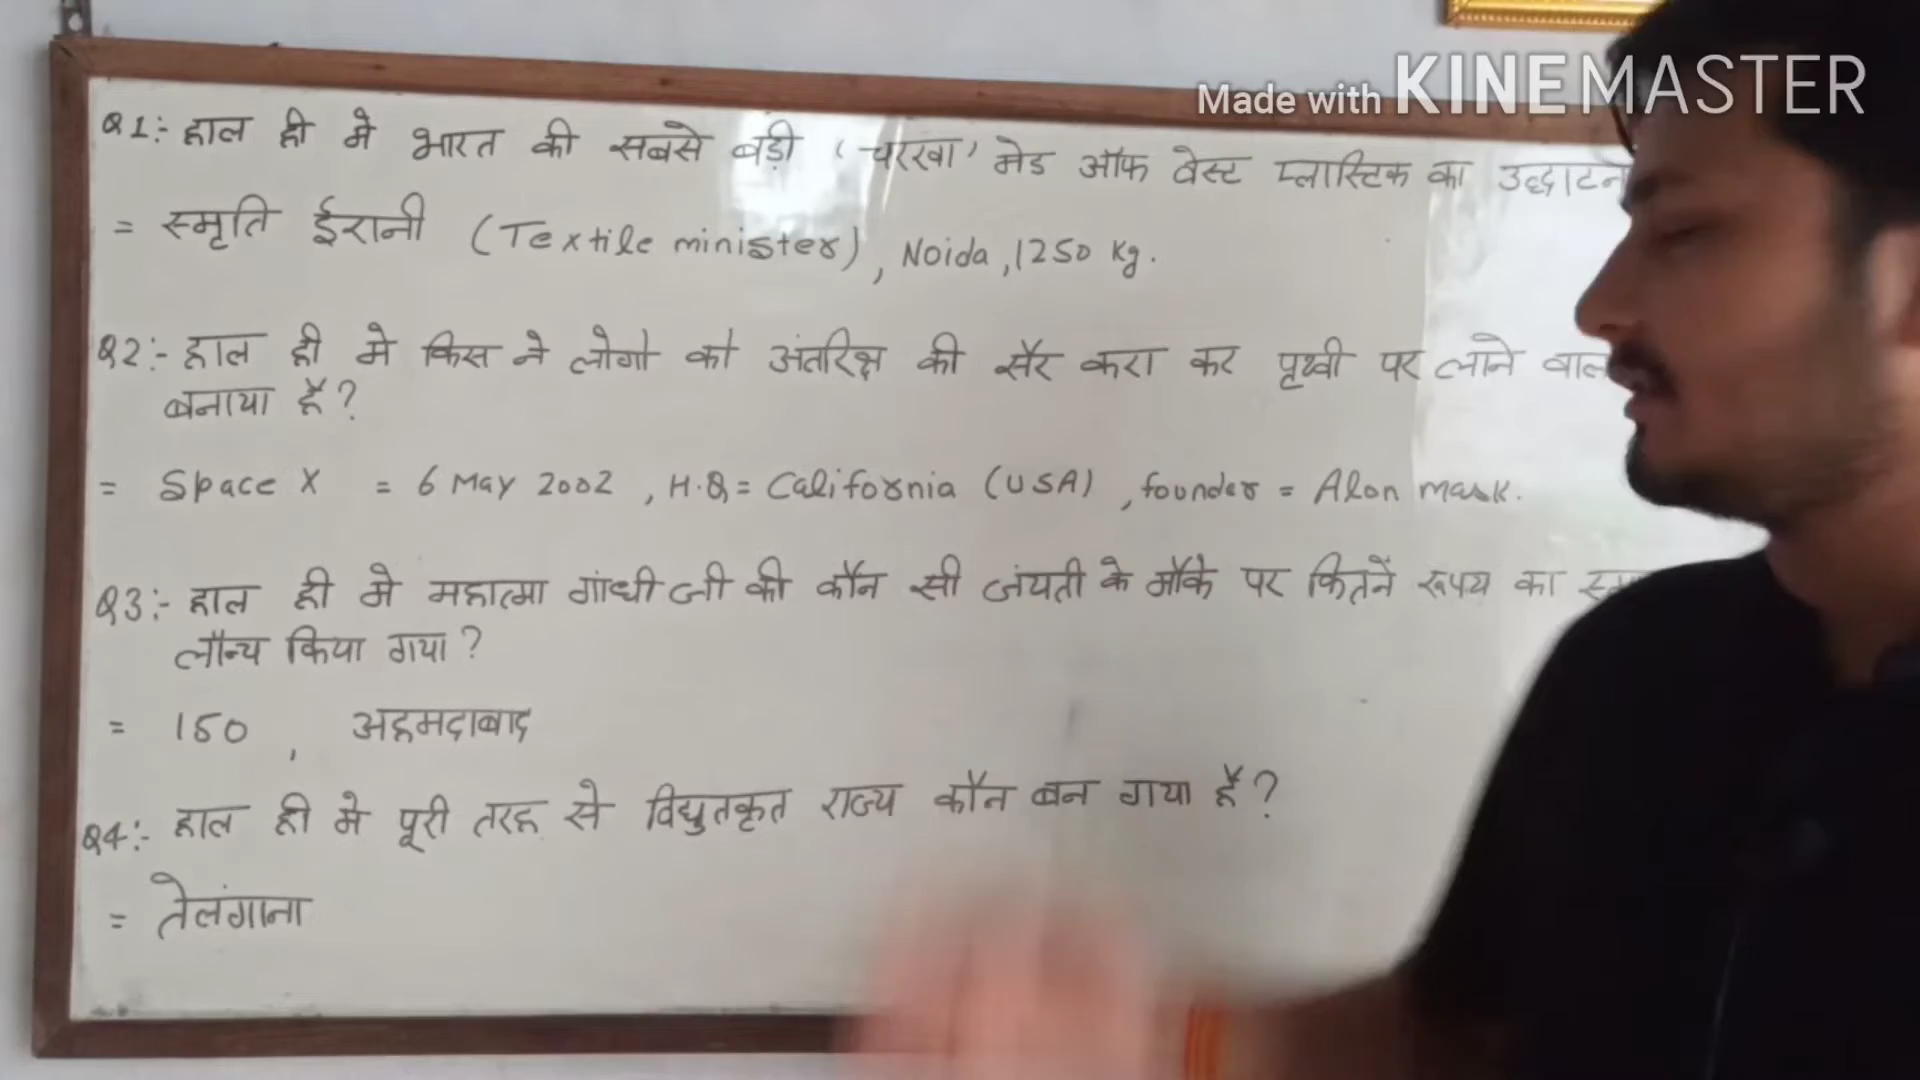 Made with KINEMASTER
Q1:- हाल ही मे भारत की सबसे बड़ी 'चरखा' मेड ऑफ वेस्ट प्लास्टिक का उद्घाटन
= स्मृति ईरानी (Textile minister), Noida, 1250 kg.
Q2:- हाल ही मे किस ने लोगो को अंतरिक्ष की सैर करा कर पृथ्वी पर लाने
बनाया है ?
= Space X = 6 May 2002, H.Q = California (USA), founder = Alon mask.
Q3:- हाल ही मे महात्मा गांधी जी की कौन सी जंयती के मौके पर कितनें रूपय का
लौन्च किया गया ?
= 150, अहमदाबाद
Q4:- हाल ही मे पूरी तरह से विद्युतकृत राज्य कौन बन गया है ?
= तेलंगाना